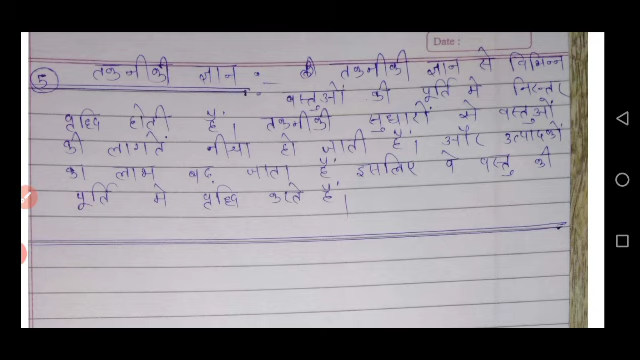 Date :
5 तकनीकी ज्ञान :- तकनीकी ज्ञान से विभिन्न
वस्तुओं की पूर्ति मे निरन्तर
वृद्धि होती हैं। तकनीकी सुधारों से वस्तुओं
की लागतें नीचा हो जाती हैं। और उत्पादकों
का लाभ बढ़ जाता हैं इसलिए वे वस्तु की
पूर्ति मे वृद्धि करते हैं।